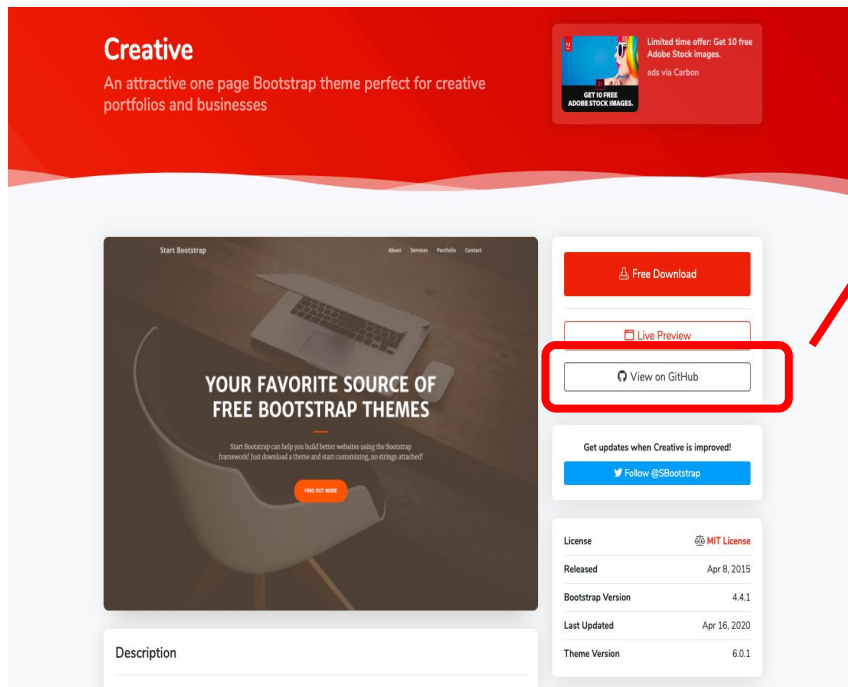 Creative
An attractive one page Bootstrap theme perfect for creative
portfolios and businesses
Limited time offer: Get 10 free
Adobe Stock images.
ads via Carbon
GET 10 FREE
ADOBE STOCK IMAGES.
Start Bootstrap
About Services Portfolio Contact
YOUR FAVORITE SOURCE OF
FREE BOOTSTRAP THEMES
Start Bootstrap can help you build better websites using the Bootstrap
framework! Just download a theme and start customizing, no strings attached!
FIND OUT MORE
Free Download
Live Preview
View on GitHub
Get updates when Creative is improved!
Follow @SBootstrap
License MIT License
Released Apr 8, 2015
Bootstrap Version 4.4.1
Last Updated Apr 16, 2020
Theme Version 6.0.1
Description